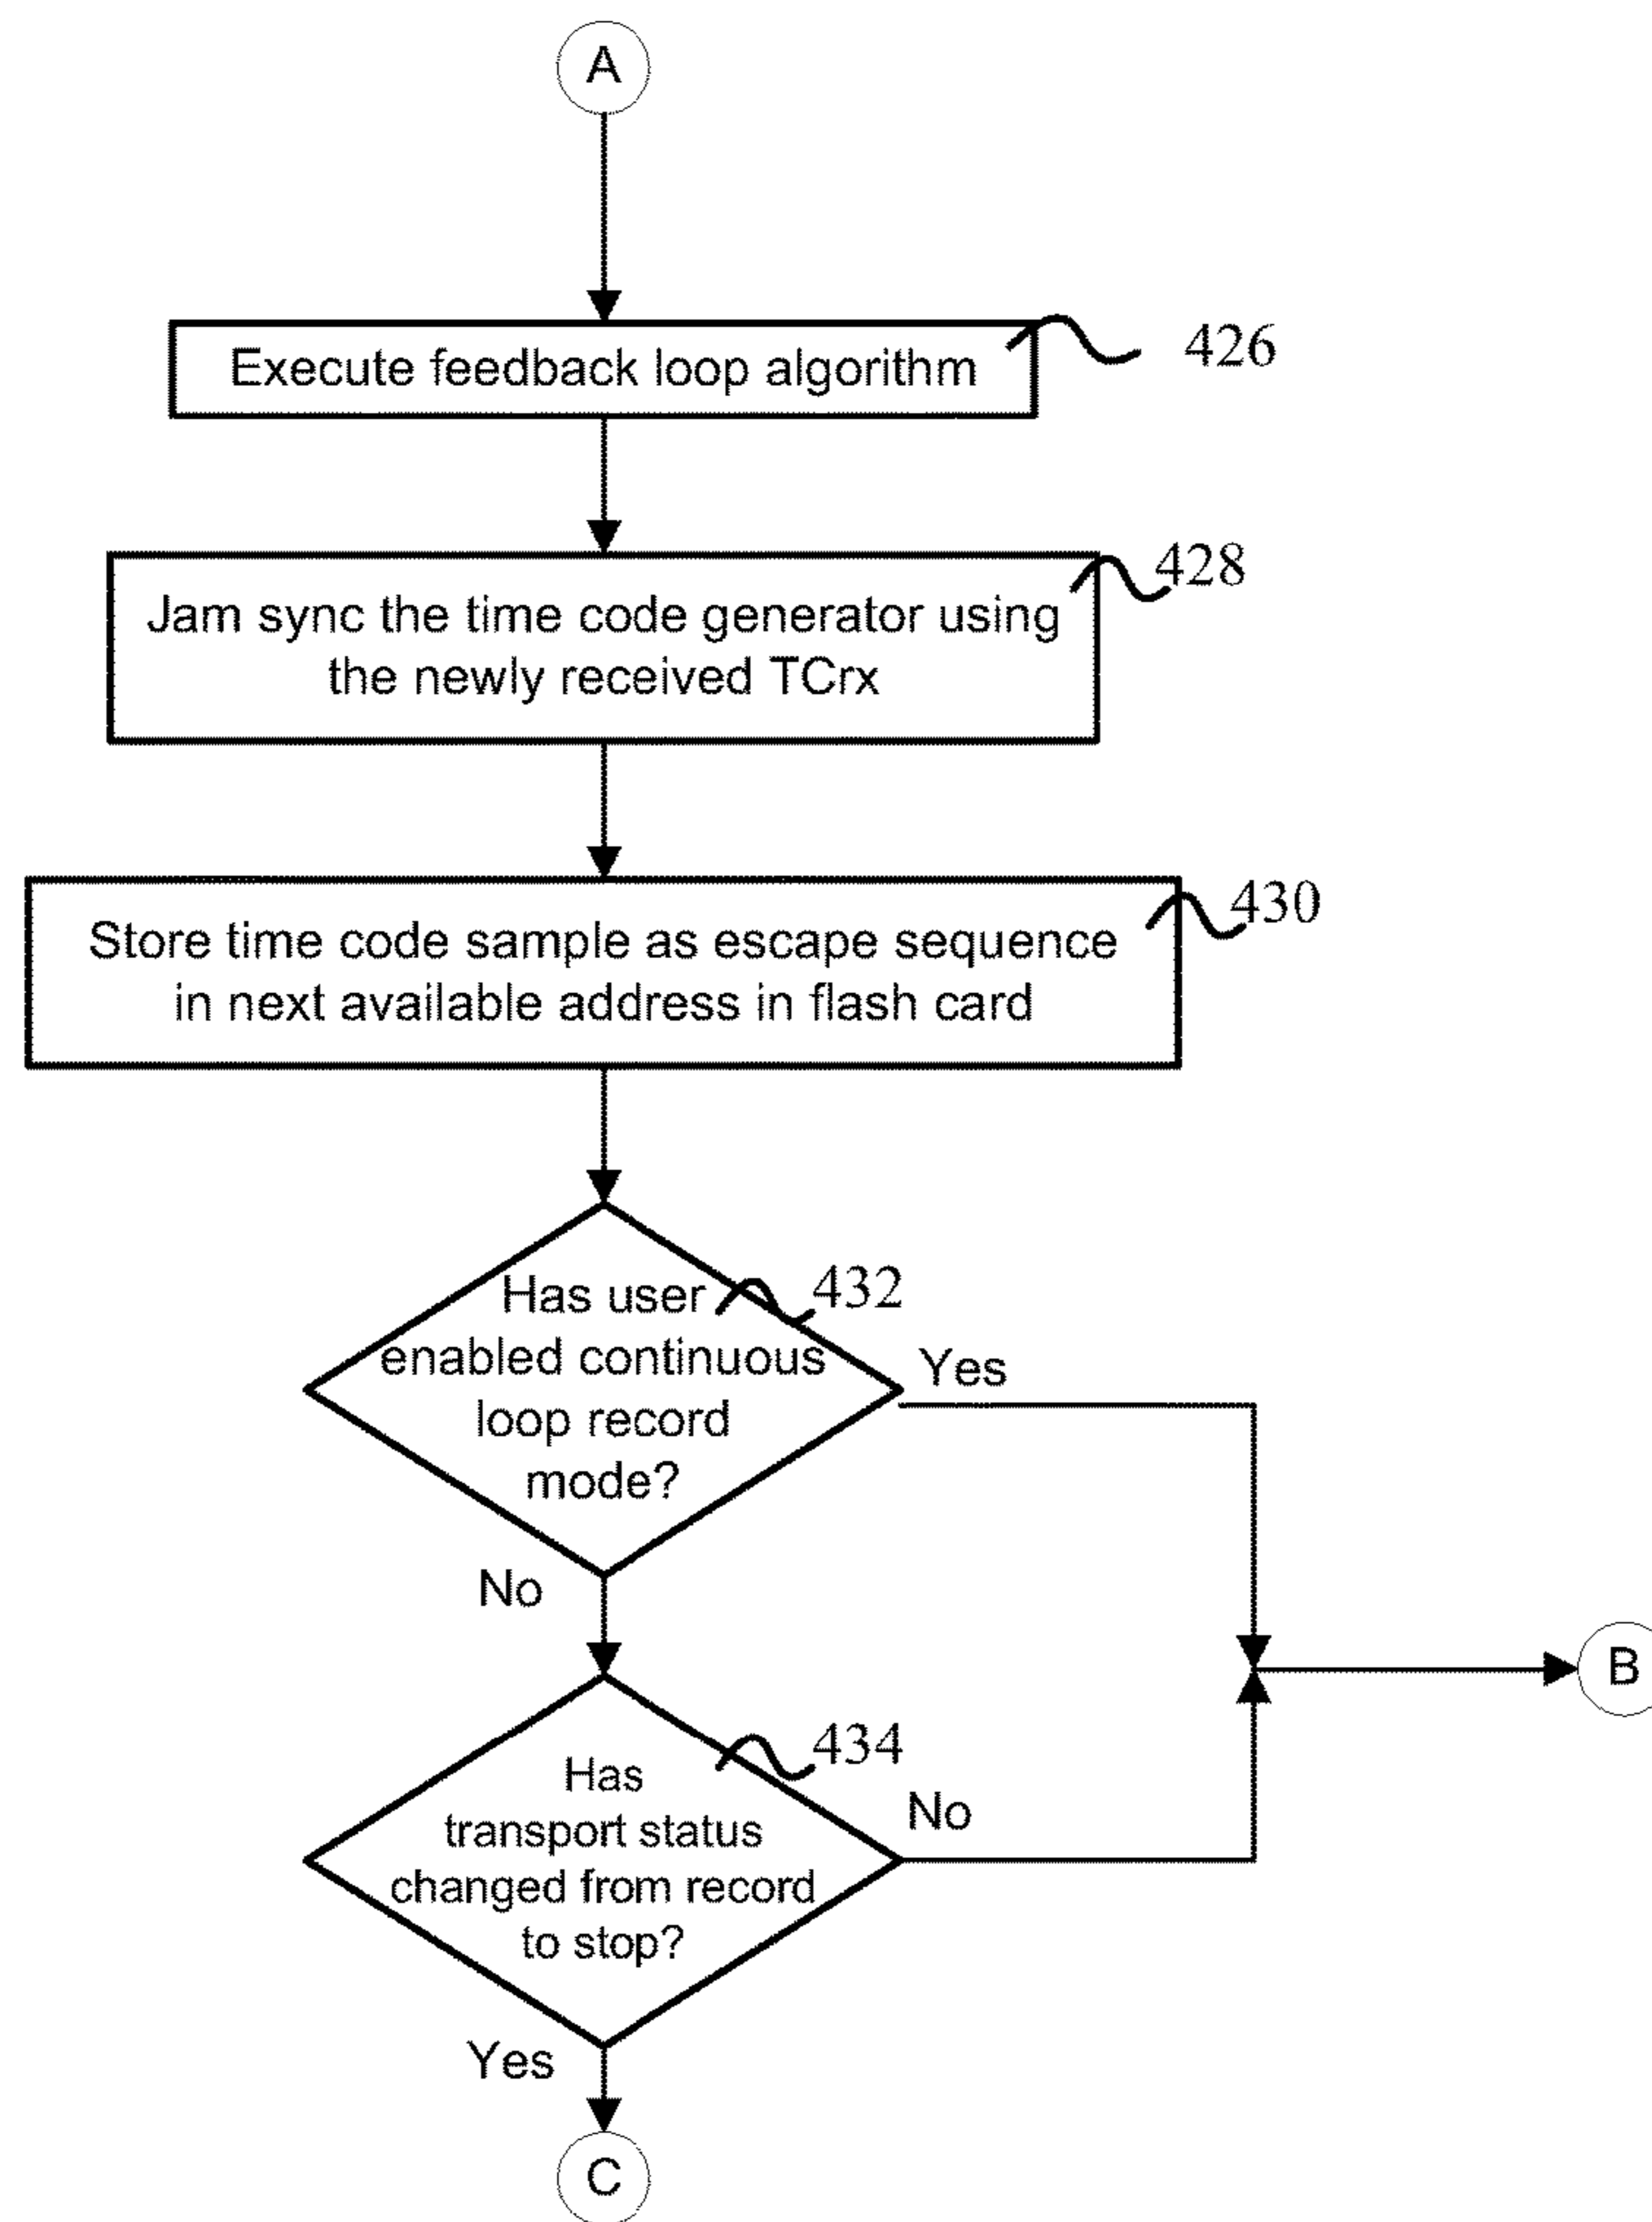 A
Execute feedback loop algorithm
426
Jam sync the time code generator using
the newly received TCrx
428
Store time code sample as escape sequence
in next available address in flash card
430
Has user
enabled continuous
loop record
mode?
432
Yes
No
B
Has
transport status
changed from record
to stop?
434
No
Yes
C